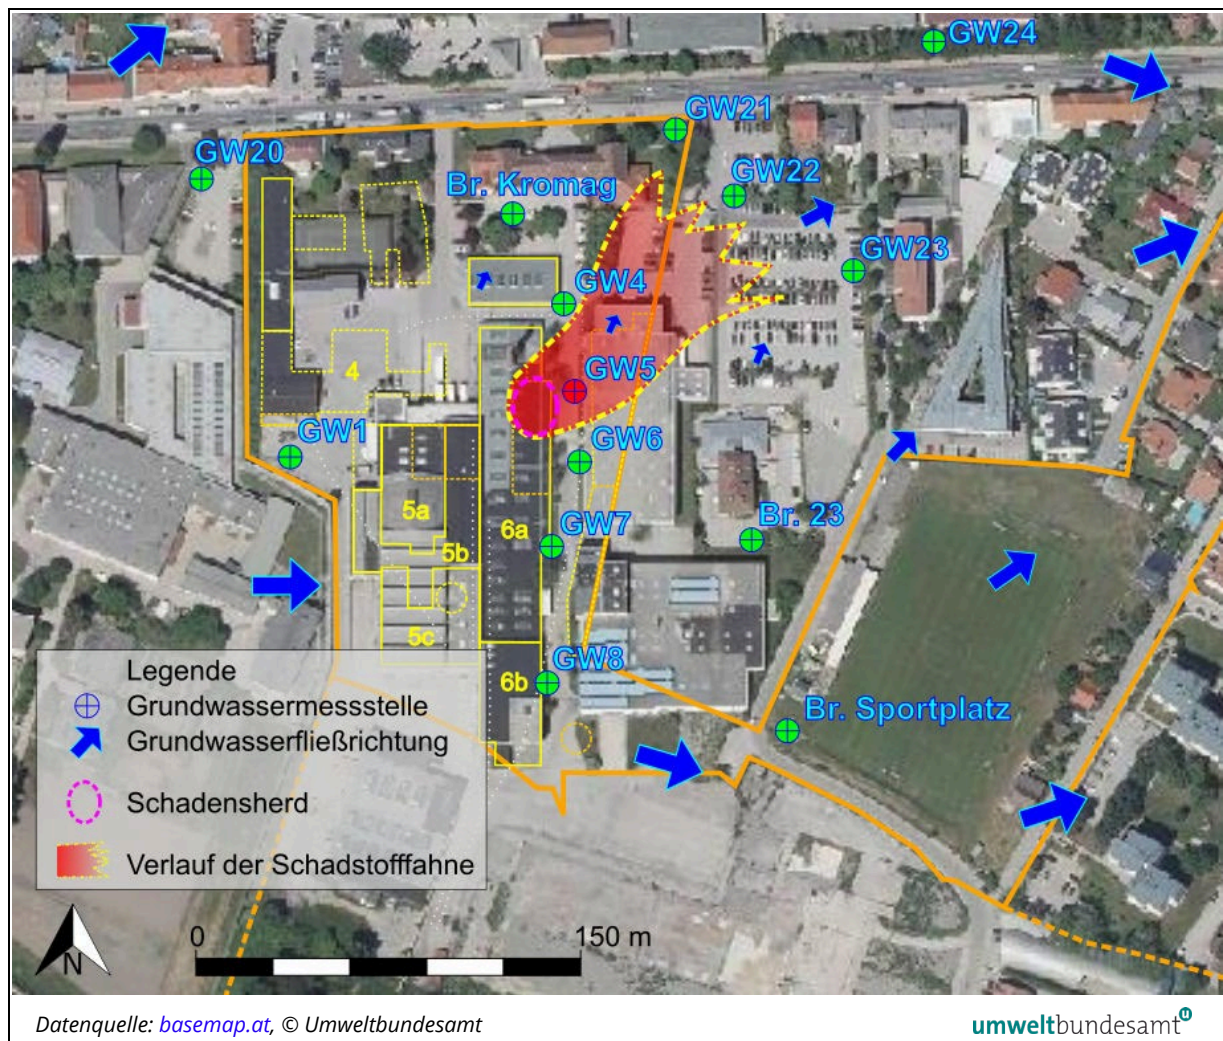 GW24
GW21
GW20
Br. Kromag
GW22
GW23
GW4
GW5
4
GW1
GW6
5a
6a
Br. 23
5b
GW7
5c
GW8
6b
Br. Sportplatz
Legende
Grundwassermessstelle
Grundwasserfließrichtung
Schadensherd
Verlauf der Schadstofffahne
N
0 150 m
Datenquelle: basemap.at, © Umweltbundesamt
umweltbundesamt u